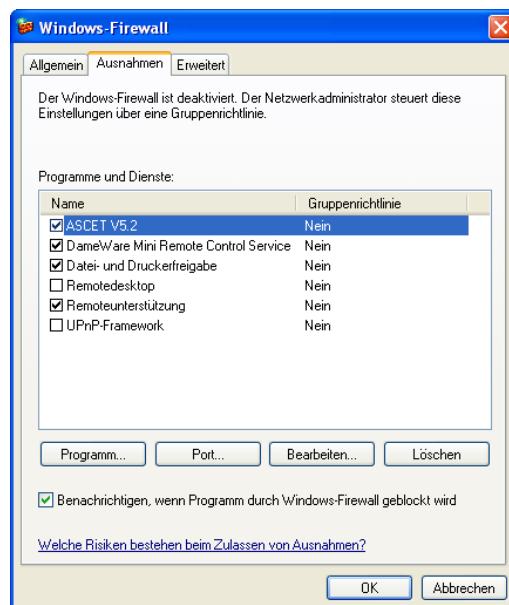 Windows-Firewall
Allgemein Ausnahmen Erweitert
Der Windows-Firewall ist deaktiviert. Der Netzwerkadministrator steuert diese
Einstellungen über eine Gruppenrichtlinie.
Programme und Dienste:
Name Gruppenrichtlinie
ASCET V5.2 Nein
DameWare Mini Remote Control Service Nein
Datei- und Druckerfreigabe Nein
Remotedesktop Nein
Remoteunterstützung Nein
UPnP-Framework Nein
Programm... Port... Bearbeiten... Löschen
Benachrichtigen, wenn Programm durch Windows-Firewall geblockt wird
Welche Risiken bestehen beim Zulassen von Ausnahmen?
OK Abbrechen